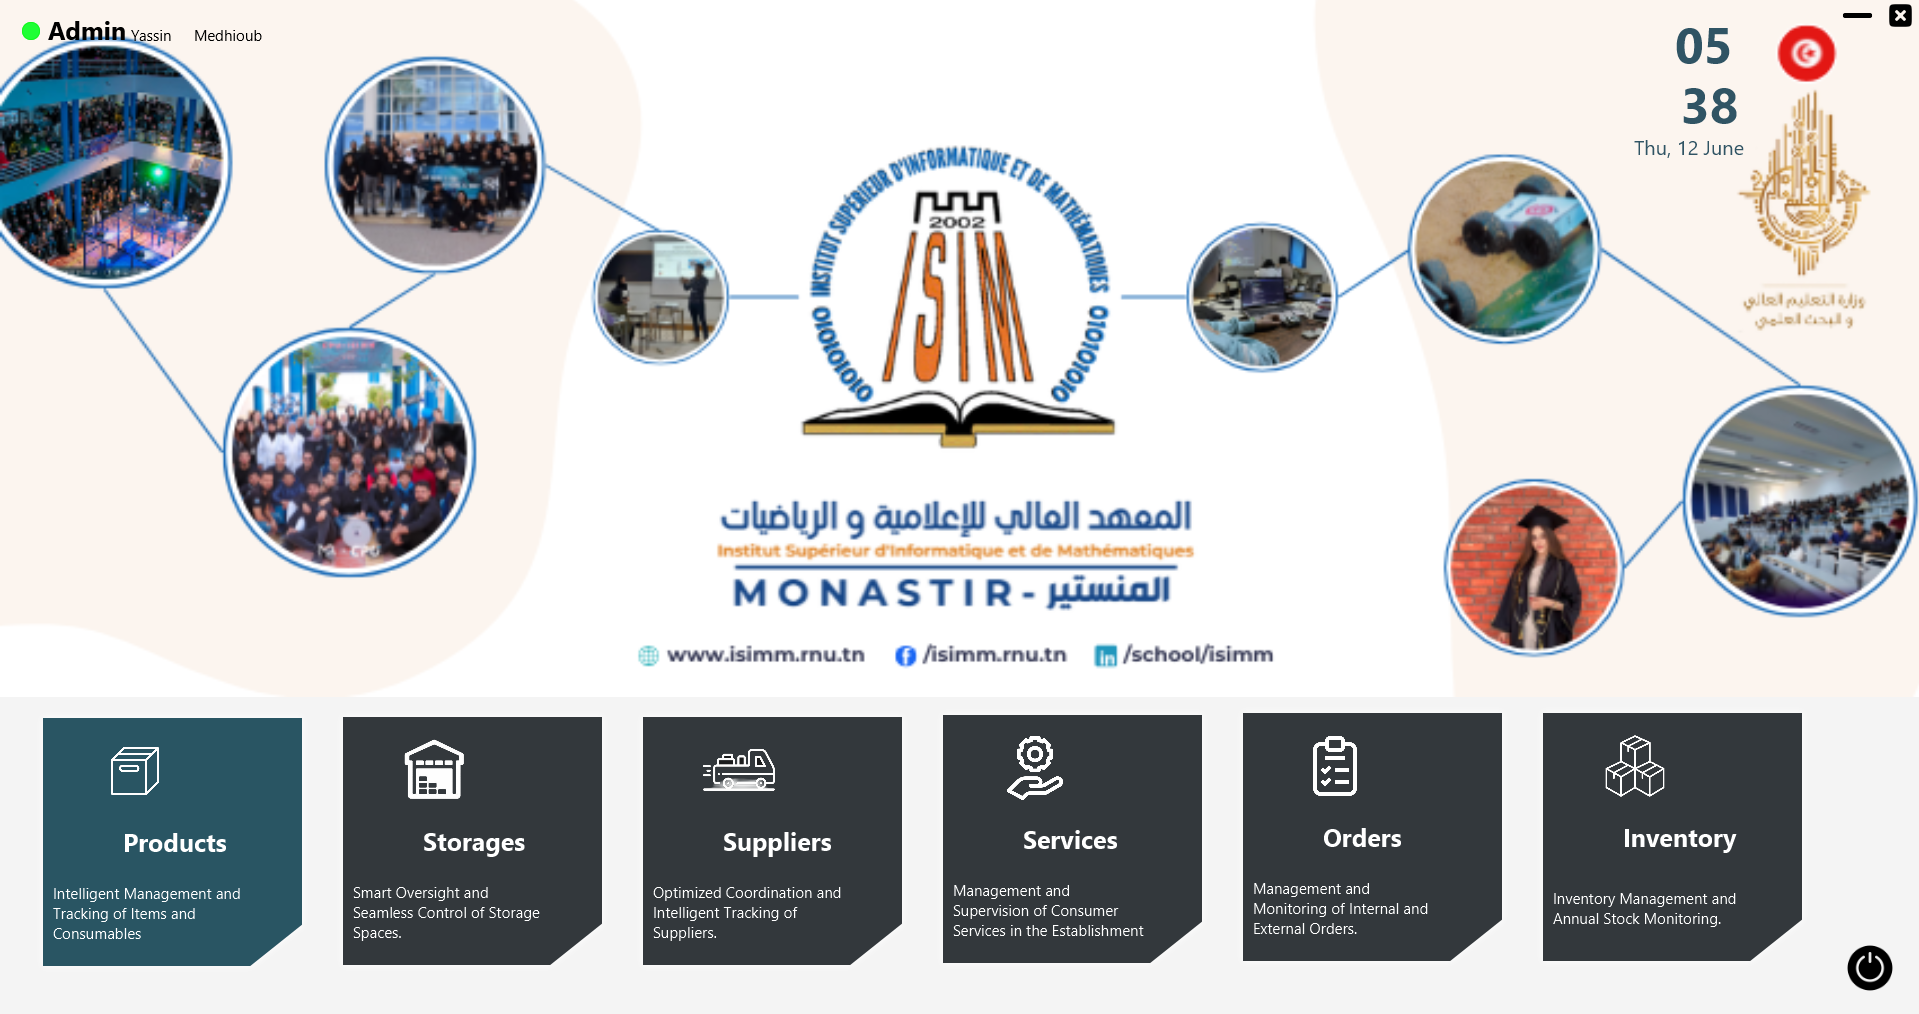 Admin Yassin Medhioub
05
38
Thu, 12 June
INSTITUT SUPÉRIEUR D'INFORMATIQUE ET DE MATHÉMATIQUES
01010101O
01010101O
2002
ISIM
وزارة التعليم العالي
و البحث العلمي
المعهد العالي للإعلامية و الرياضيات
Institut Supérieur d'Informatique et de Mathématiques
MONASTIR - المنستير
www.isimm.rnu.tn
/isimm.rnu.tn
/school/isimm
Products
Intelligent Management and
Tracking of Items and
Consumables
Storages
Smart Oversight and
Seamless Control of Storage
Spaces.
Suppliers
Optimized Coordination and
Intelligent Tracking of
Suppliers.
Services
Management and
Supervision of Consumer
Services in the Establishment
Orders
Management and
Monitoring of Internal and
External Orders.
Inventory
Inventory Management and
Annual Stock Monitoring.